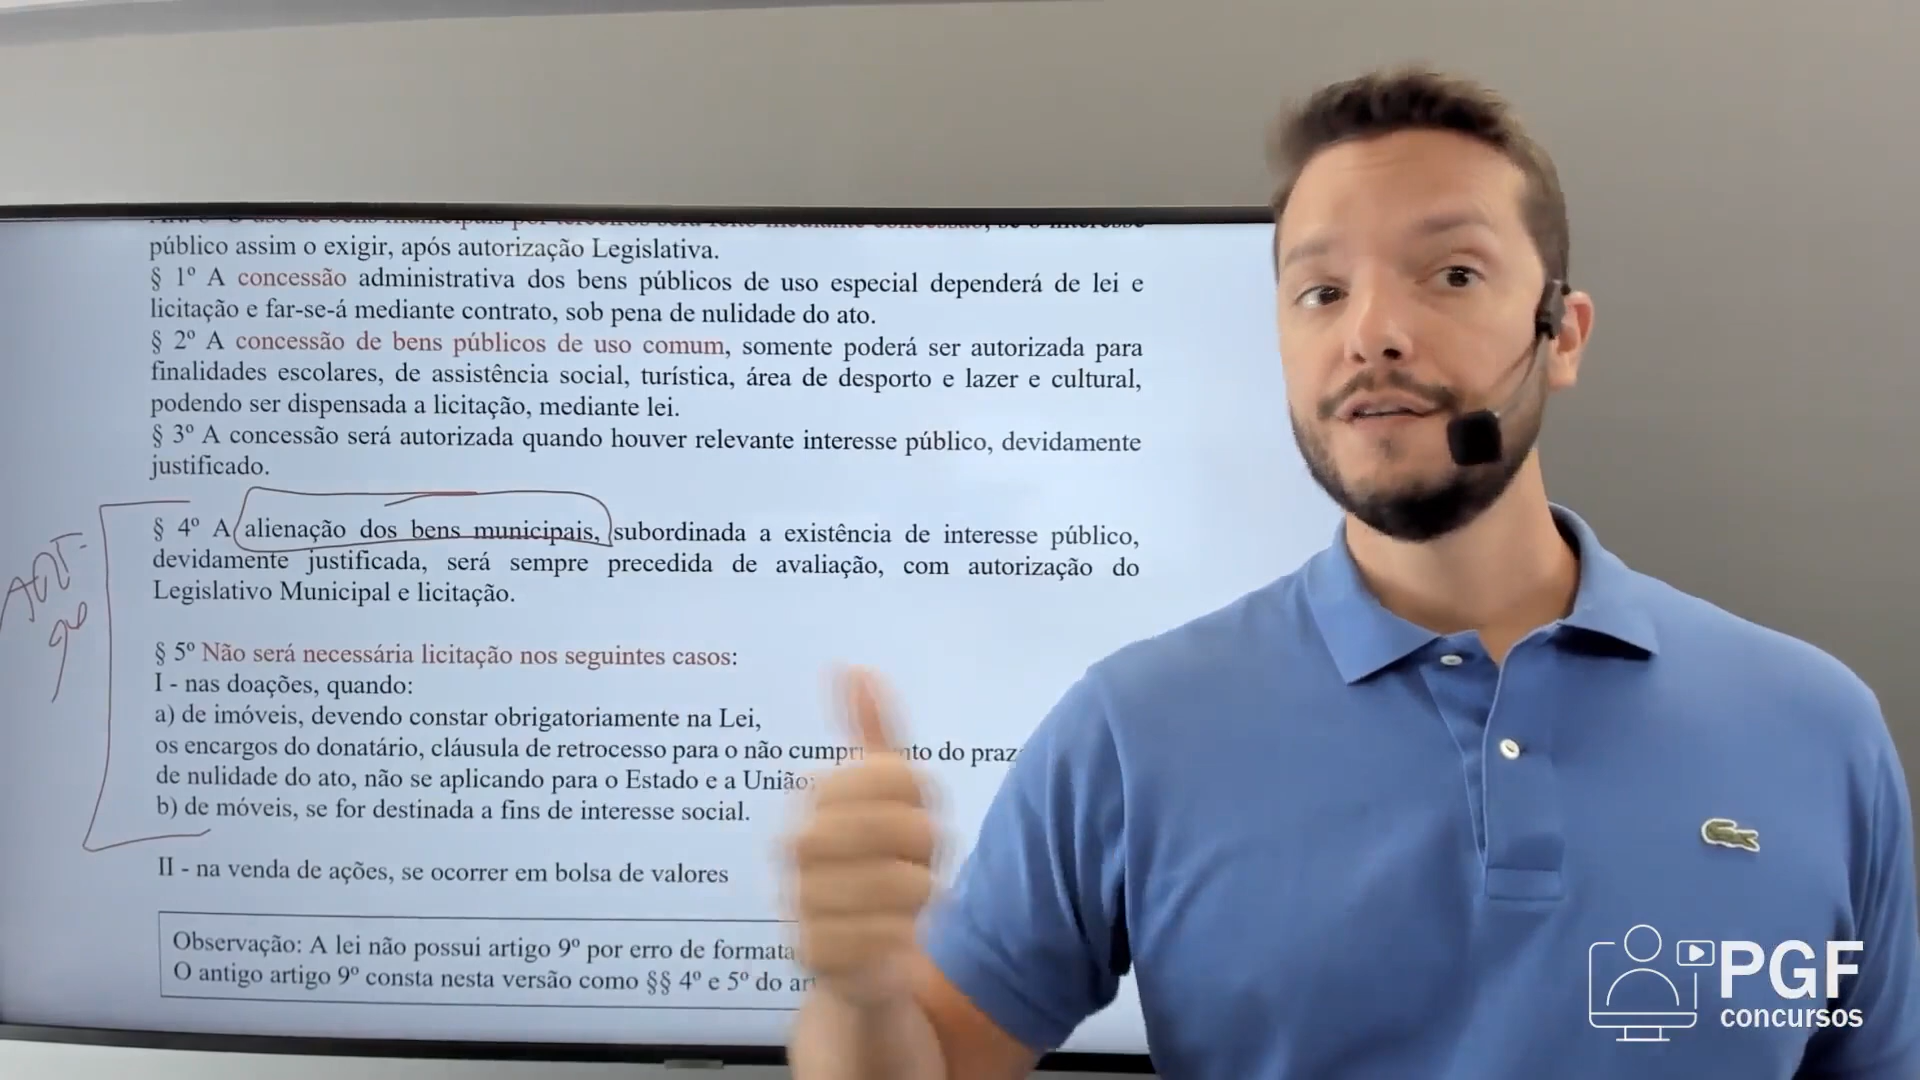 público assim o exigir, após autorização Legislativa.
§ 1º A concessão administrativa dos bens públicos de uso especial dependerá de lei e
licitação e far-se-á mediante contrato, sob pena de nulidade do ato.
§ 2º A concessão de bens públicos de uso comum, somente poderá ser autorizada para
finalidades escolares, de assistência social, turística, área de desporto e lazer e cultural,
podendo ser dispensada a licitação, mediante lei.
§ 3º A concessão será autorizada quando houver relevante interesse público, devidamente
justificado.
§ 4º A alienação dos bens municipais, subordinada a existência de interesse público,
devidamente justificada, será sempre precedida de avaliação, com autorização do
Legislativo Municipal e licitação.
§ 5º Não será necessária licitação nos seguintes casos:
I - nas doações, quando:
a) de imóveis, devendo constar obrigatoriamente na Lei,
os encargos do donatário, cláusula de retrocesso para o não do
de nulidade do ato, não se aplicando para o Estado e a União;
b) de móveis, se for destinada a fins de interesse social.
II - na venda de ações, se ocorrer em bolsa de valores
Observação: A lei não possui artigo 9º por erro de
O antigo artigo 9º consta nesta versão como §§ 4º e 5º do
PGF
concursos